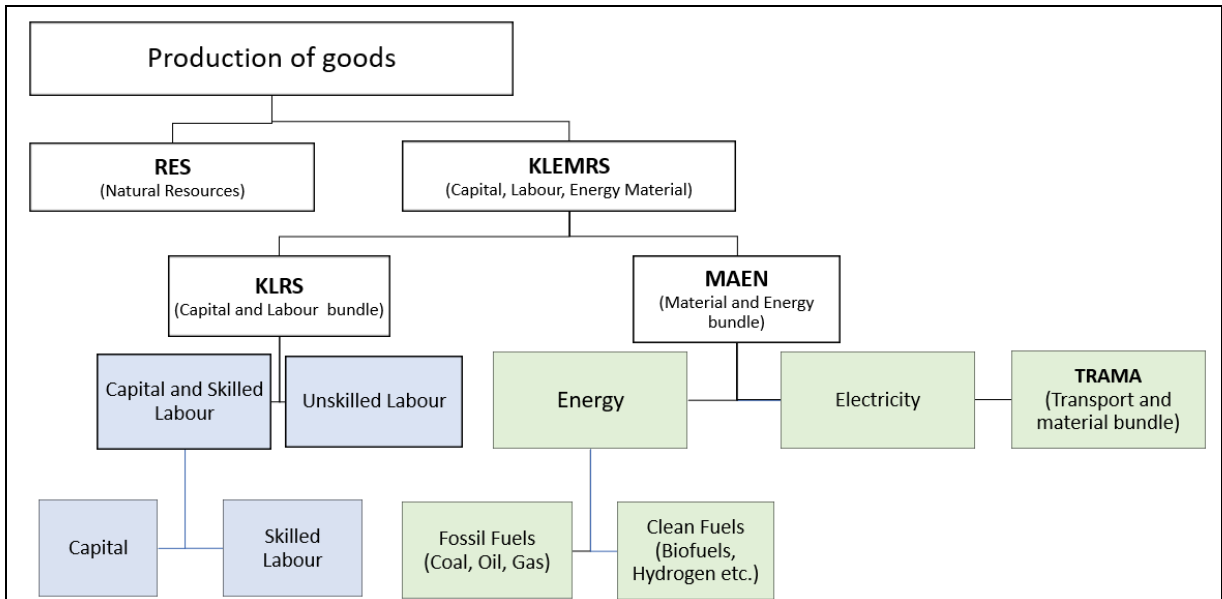 Production of goods
RES
(Natural Resources)
KLEMRS
(Capital, Labour, Energy Material)
KLRS
(Capital and Labour bundle)
MAEN
(Material and Energy
bundle)
Capital and Skilled
Labour
Unskilled Labour
Energy
Electricity
TRAMA
(Transport and
material bundle)
Capital
Skilled
Labour
Fossil Fuels
(Coal, Oil, Gas)
Clean Fuels
(Biofuels,
Hydrogen etc.)